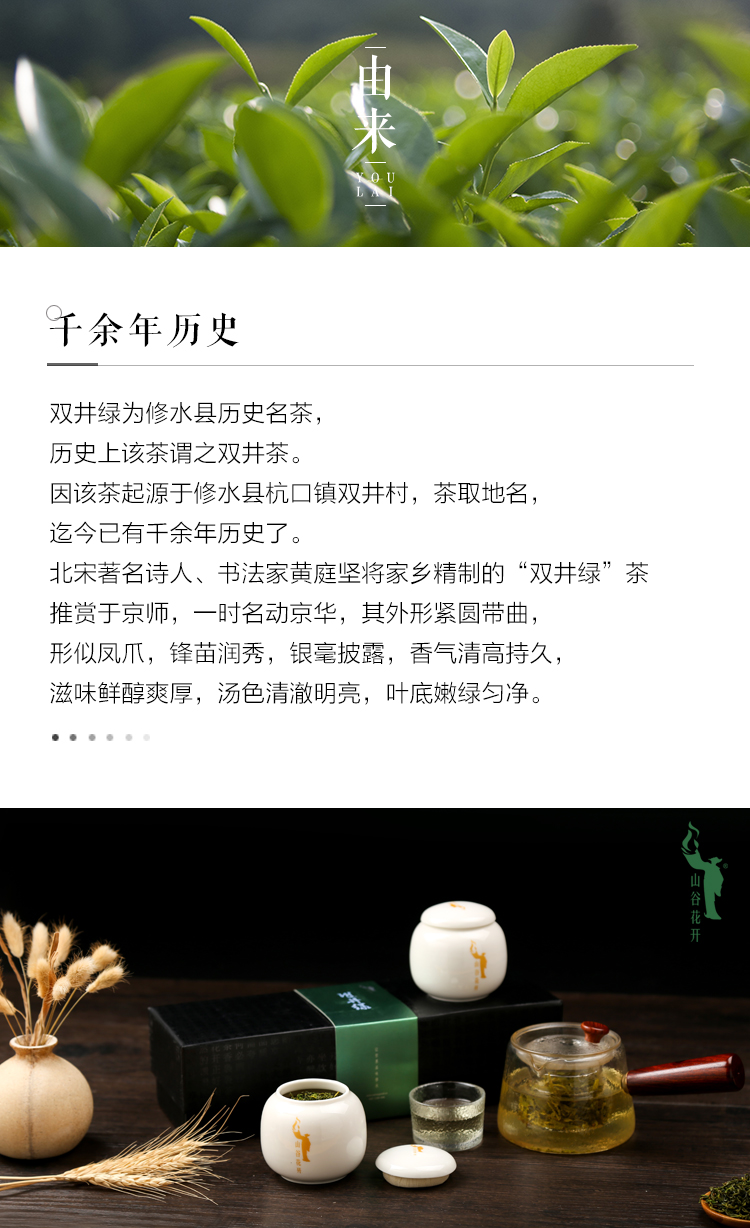 由来
YOU
LAI
千余年历史
双井绿为修水县历史名茶，
历史上该茶谓之双井茶。
因该茶起源于修水县杭口镇双井村，茶取地名，
迄今已有千余年历史了。
北宋著名诗人、书法家黄庭坚将家乡精制的“双井绿”茶
推赏于京师，一时名动京华，其外形紧圆带曲，
形似凤爪，锋苗润秀，银毫披露，香气清高持久，
滋味鲜醇爽厚，汤色清澈明亮，叶底嫩绿匀净。
山谷花开
山谷花开